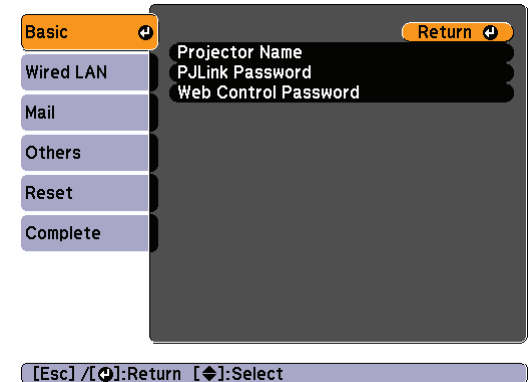 Basic
Wired LAN
Mail
Others
Reset
Complete
Return
Projector Name
PJLink Password
Web Control Password
[Esc] /[⏎]:Return [◆]:Select